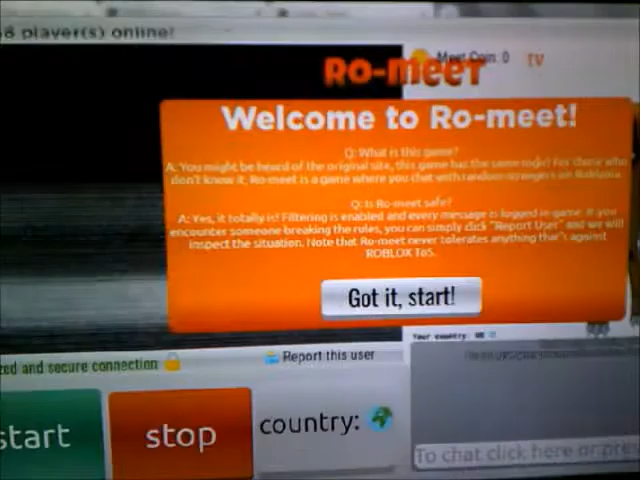 8 player(s) online!
Meet Coin: 0
TV
Ro-meet
Welcome to Ro-meet!
Q: What is this game?
A: You might be heard of the original site, this game has the same logic! For those who
don't know it, Ro-meet is a game where you chat with random strangers on Roblox.
Q: Is Ro-meet safe?
A: Yes, it totally is! Filtering is enabled and every message is logged in-game. If you
encounter someone breaking the rules, you can simply click "Report User" and we will
inspect the situation. Note that Ro-meet never tolerates anything that's against
ROBLOX ToS.
Got it, start!
Your country:
zed and secure connection
Report this user
start
stop
country:
To chat click here or pre